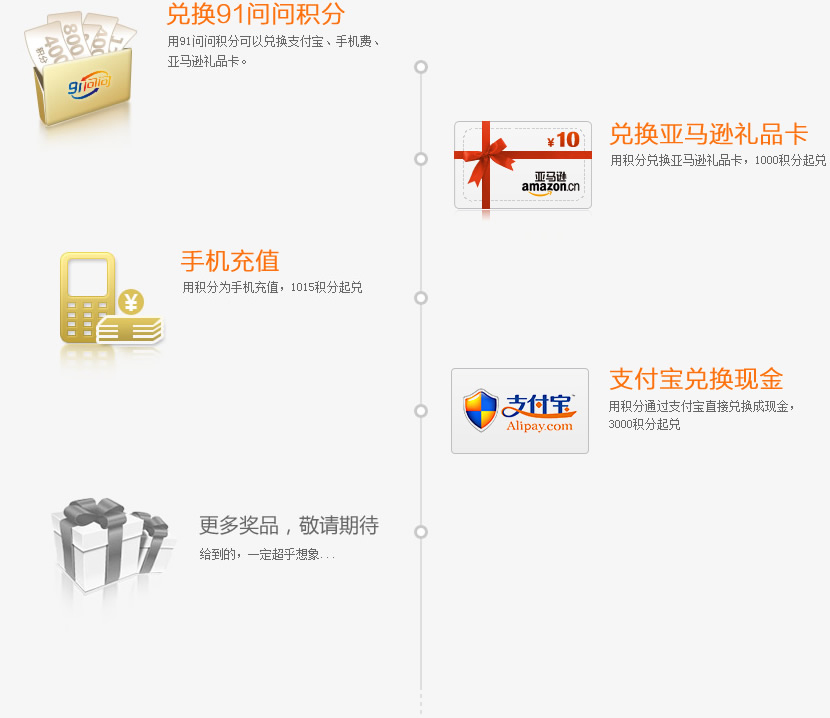 兑换91问问积分
用91问问积分可以兑换支付宝、手机费、
亚马逊礼品卡。
400
800
400
积分
兑换亚马逊礼品卡
用积分兑换亚马逊礼品卡，1000积分起兑
¥10
亚马逊
amazon.cn
手机充值
用积分为手机充值，1015积分起兑
¥
支付宝兑换现金
用积分通过支付宝直接兑换成现金，
3000积分起兑
支付宝
Alipay.com
更多奖品，敬请期待
给到的，一定超乎想象...